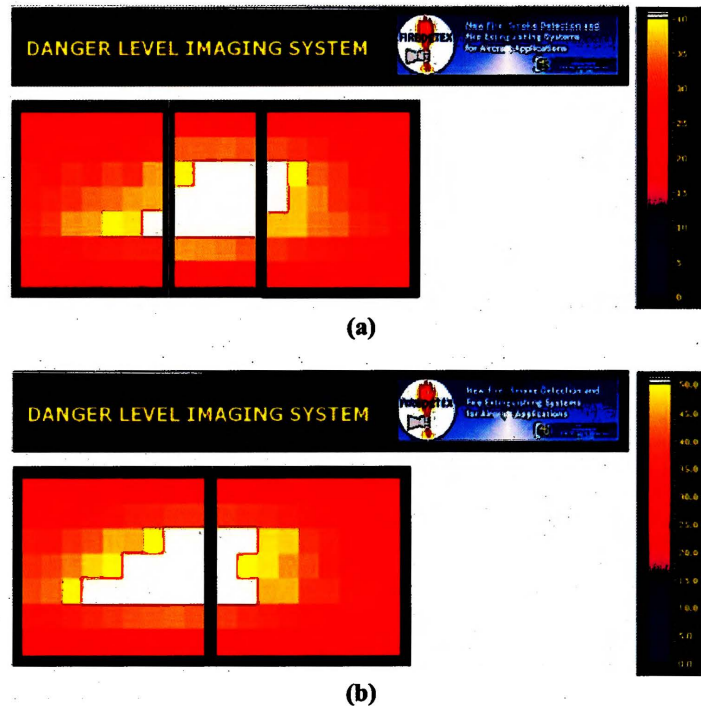 DANGER LEVEL IMAGING SYSTEM
FIREDETEX
New Fire, Smoke Detection and
Fire Extinguishing Systems
for Aircraft Applications
40
35
30
25
20
15
10
5
0
(a)
DANGER LEVEL IMAGING SYSTEM
FIREDETEX
New Fire, Smoke Detection and
Fire Extinguishing Systems
for Aircraft Applications
50.0
45.0
40.0
35.0
30.0
25.0
20.0
15.0
10.0
5.0
0.0
(b)